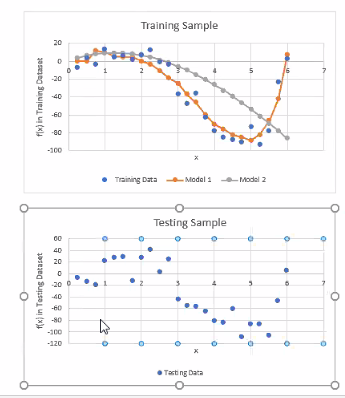 Training Sample
20
0
-20
-40
-60
-80
-100
0 1 2 3 4 5 6 7
f(x) in Training Dataset
x
Training Data Model 1 Model 2
Testing Sample
60
40
20
0
-20
-40
-60
-80
-100
-120
0 1 2 3 4 5 6 7
f(x) in Testing Dataset
x
Testing Data